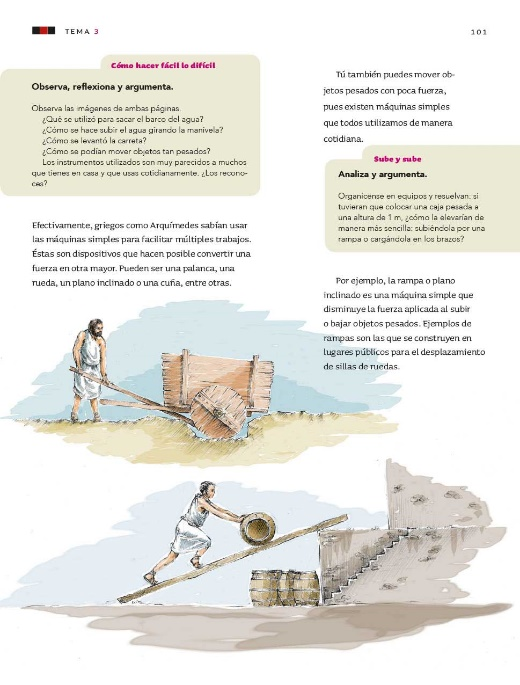 TEMA 3
101
Cómo hacer fácil lo difícil
Observa, reflexiona y argumenta.
Observa las imágenes de ambas páginas.
¿Qué se utilizó para sacar el barco del agua?
¿Cómo se hace subir el agua girando la manivela?
¿Cómo se levantó la carreta?
¿Cómo se podían mover objetos tan pesados?
Los instrumentos utilizados son muy parecidos a muchos
que tienes en casa y que usas cotidianamente. ¿Los recono-
ces?
Efectivamente, griegos como Arquímedes sabían usar
las máquinas simples para facilitar múltiples trabajos.
Éstas son dispositivos que hacen posible convertir una
fuerza en otra mayor. Pueden ser una palanca, una
rueda, un plano inclinado o una cuña, entre otras.
Tú también puedes mover ob-
jetos pesados con poca fuerza,
pues existen máquinas simples
que todos utilizamos de manera
cotidiana.
Sube y sube
Analiza y argumenta.
Organícense en equipos y resuelvan: si
tuvieran que colocar una caja pesada a
una altura de 1 m, ¿cómo la elevarían de
manera más sencilla: subiéndola por una
rampa o cargándola en los brazos?
Por ejemplo, la rampa o plano
inclinado es una máquina simple que
disminuye la fuerza aplicada al subir
o bajar objetos pesados. Ejemplos de
rampas son las que se construyen en
lugares públicos para el desplazamiento
de sillas de ruedas.